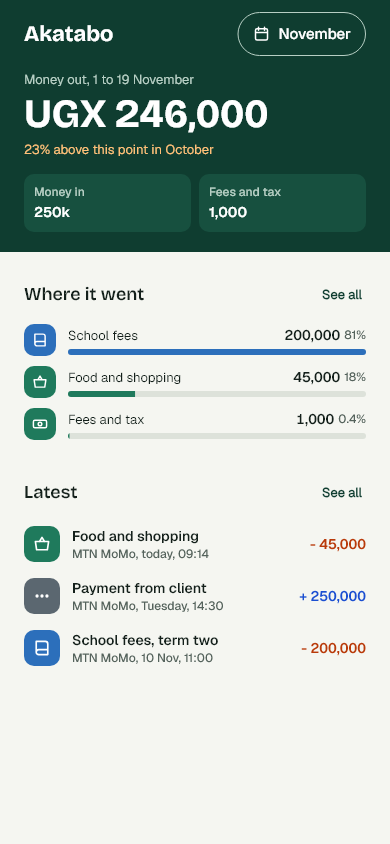 Akatabo
November
Money out, 1 to 19 November
UGX 246,000
23% above this point in October
Money in
250k
Fees and tax
1,000
Where it went
See all
School fees
200,000 81%
Food and shopping
45,000 18%
Fees and tax
1,000 0.4%
Latest
See all
Food and shopping
MTN MoMo, today, 09:14
- 45,000
Payment from client
MTN MoMo, Tuesday, 14:30
+ 250,000
School fees, term two
MTN MoMo, 10 Nov, 11:00
- 200,000